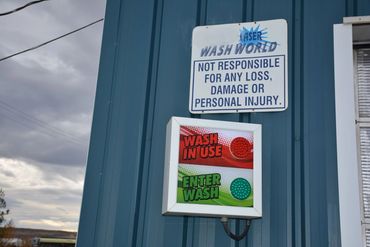 LASER
WASH WORLD
NOT RESPONSIBLE
FOR ANY LOSS,
DAMAGE OR
PERSONAL INJURY.
WASH
IN USE
ENTER
WASH